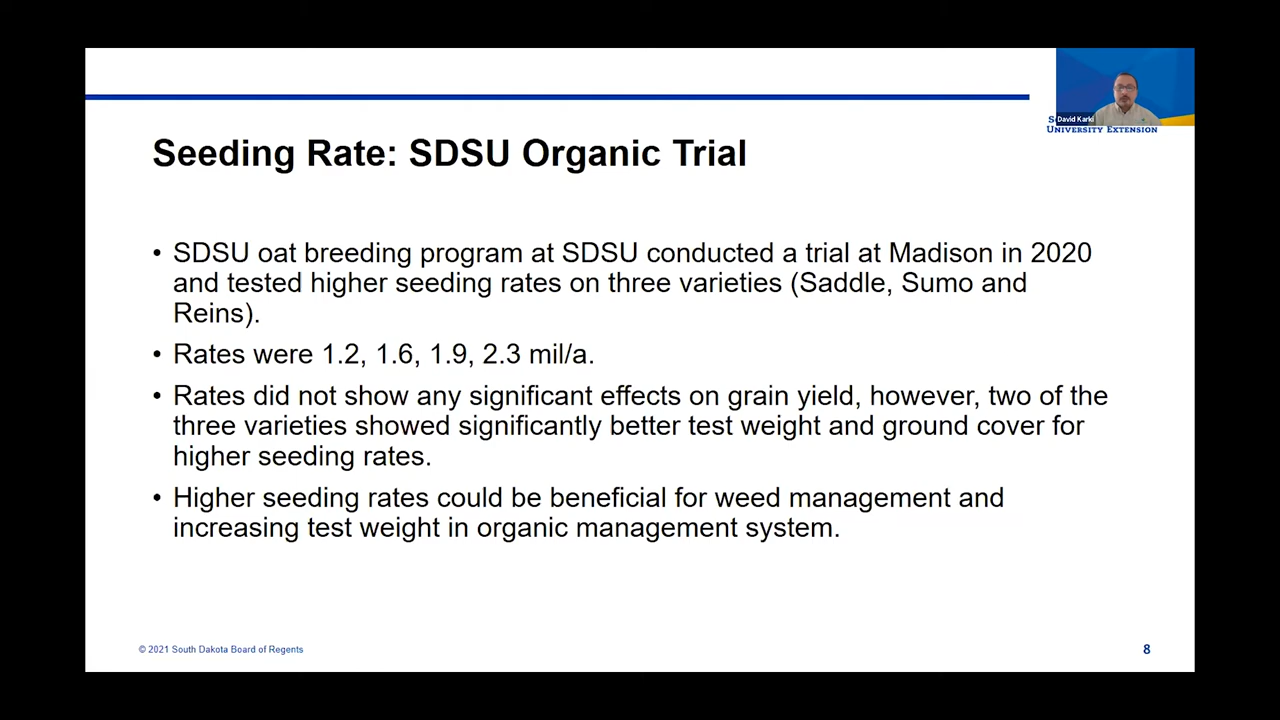 David Karki
UNIVERSITY EXTENSION
Seeding Rate: SDSU Organic Trial
• SDSU oat breeding program at SDSU conducted a trial at Madison in 2020
and tested higher seeding rates on three varieties (Saddle, Sumo and
Reins).
• Rates were 1.2, 1.6, 1.9, 2.3 mil/a.
• Rates did not show any significant effects on grain yield, however, two of the
three varieties showed significantly better test weight and ground cover for
higher seeding rates.
• Higher seeding rates could be beneficial for weed management and
increasing test weight in organic management system.
© 2021 South Dakota Board of Regents
8